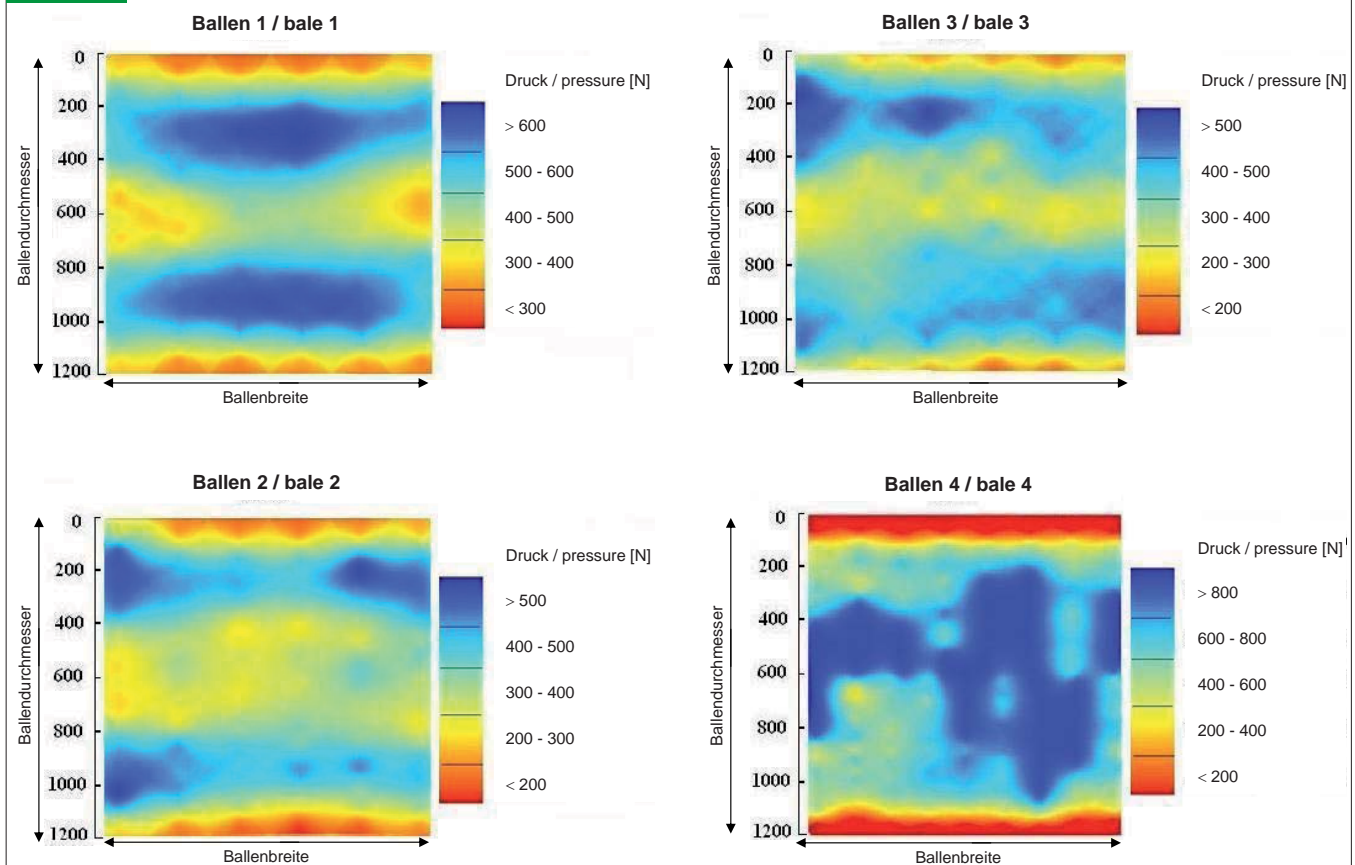 Ballen 1 / bale 1
0
200
400
600
800
1000
1200
Ballendurchmesser
Ballenbreite
Druck / pressure [N]
> 600
500 - 600
400 - 500
300 - 400
< 300
Ballen 3 / bale 3
0
200
400
600
800
1000
1200
Ballendurchmesser
Ballenbreite
Druck / pressure [N]
> 500
400 - 500
300 - 400
200 - 300
< 200
Ballen 2 / bale 2
0
200
400
600
800
1000
1200
Ballendurchmesser
Ballenbreite
Druck / pressure [N]
> 500
400 - 500
300 - 400
200 - 300
< 200
Ballen 4 / bale 4
0
200
400
600
800
1000
1200
Ballendurchmesser
Ballenbreite
Druck / pressure [N]
> 800
600 - 800
400 - 600
200 - 400
< 200